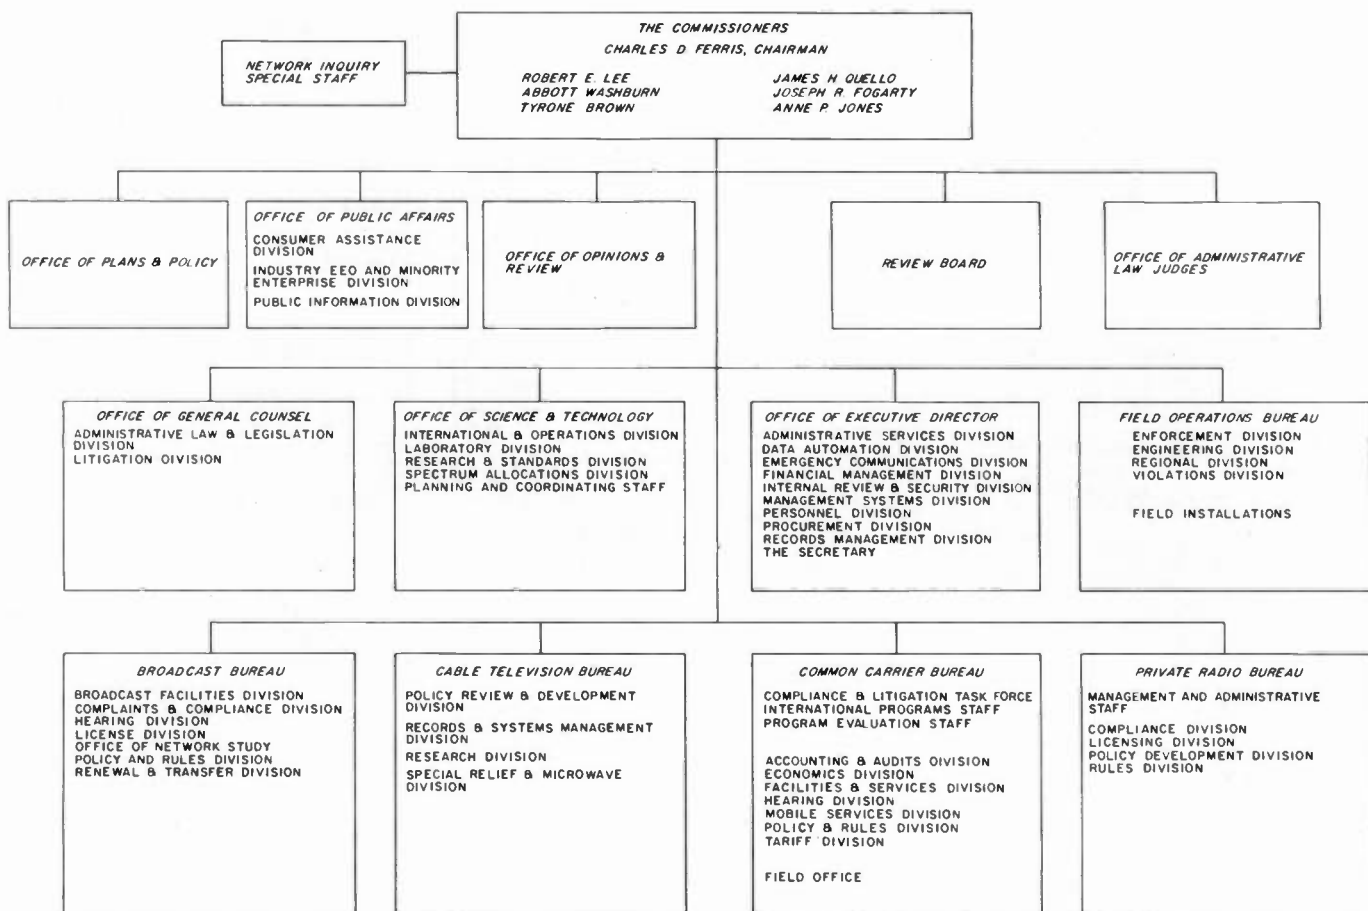 THE COMMISSIONERS
CHARLES D FERRIS, CHAIRMAN
ROBERT E. LEE
ABBOTT WASHBURN
TYRONE BROWN
JAMES H QUELLO
JOSEPH R. FOGARTY
ANNE P. JONES
NETWORK INQUIRY
SPECIAL STAFF
OFFICE OF PLANS & POLICY
OFFICE OF PUBLIC AFFAIRS
CONSUMER ASSISTANCE
DIVISION
INDUSTRY EEO AND MINORITY
ENTERPRISE DIVISION
PUBLIC INFORMATION DIVISION
OFFICE OF OPINIONS &
REVIEW
REVIEW BOARD
OFFICE OF ADMINISTRATIVE
LAW JUDGES
OFFICE OF GENERAL COUNSEL
ADMINISTRATIVE LAW & LEGISLATION
DIVISION
LITIGATION DIVISION
OFFICE OF SCIENCE & TECHNOLOGY
INTERNATIONAL & OPERATIONS DIVISION
LABORATORY DIVISION
RESEARCH & STANDARDS DIVISION
SPECTRUM ALLOCATIONS DIVISION
PLANNING AND COORDINATING STAFF
OFFICE OF EXECUTIVE DIRECTOR
ADMINISTRATIVE SERVICES DIVISION
DATA AUTOMATION DIVISION
EMERGENCY COMMUNICATIONS DIVISION
FINANCIAL MANAGEMENT DIVISION
INTERNAL REVIEW & SECURITY DIVISION
MANAGEMENT SYSTEMS DIVISION
PERSONNEL DIVISION
PROCUREMENT DIVISION
RECORDS MANAGEMENT DIVISION
THE SECRETARY
FIELD OPERATIONS BUREAU
ENFORCEMENT DIVISION
ENGINEERING DIVISION
REGIONAL DIVISION
VIOLATIONS DIVISION
FIELD INSTALLATIONS
BROADCAST BUREAU
BROADCAST FACILITIES DIVISION
COMPLAINTS & COMPLIANCE DIVISION
HEARING DIVISION
LICENSE DIVISION
OFFICE OF NETWORK STUDY
POLICY AND RULES DIVISION
RENEWAL & TRANSFER DIVISION
CABLE TELEVISION BUREAU
POLICY REVIEW & DEVELOPMENT
DIVISION
RECORDS & SYSTEMS MANAGEMENT
DIVISION
RESEARCH DIVISION
SPECIAL RELIEF & MICROWAVE
DIVISION
COMMON CARRIER BUREAU
COMPLIANCE & LITIGATION TASK FORCE
INTERNATIONAL PROGRAMS STAFF
PROGRAM EVALUATION STAFF
ACCOUNTING & AUDITS DIVISION
ECONOMICS DIVISION
FACILITIES & SERVICES DIVISION
HEARING DIVISION
MOBILE SERVICES DIVISION
POLICY & RULES DIVISION
TARIFF DIVISION
FIELD OFFICE
PRIVATE RADIO BUREAU
MANAGEMENT AND ADMINISTRATIVE
STAFF
COMPLIANCE DIVISION
LICENSING DIVISION
POLICY DEVELOPMENT DIVISION
RULES DIVISION